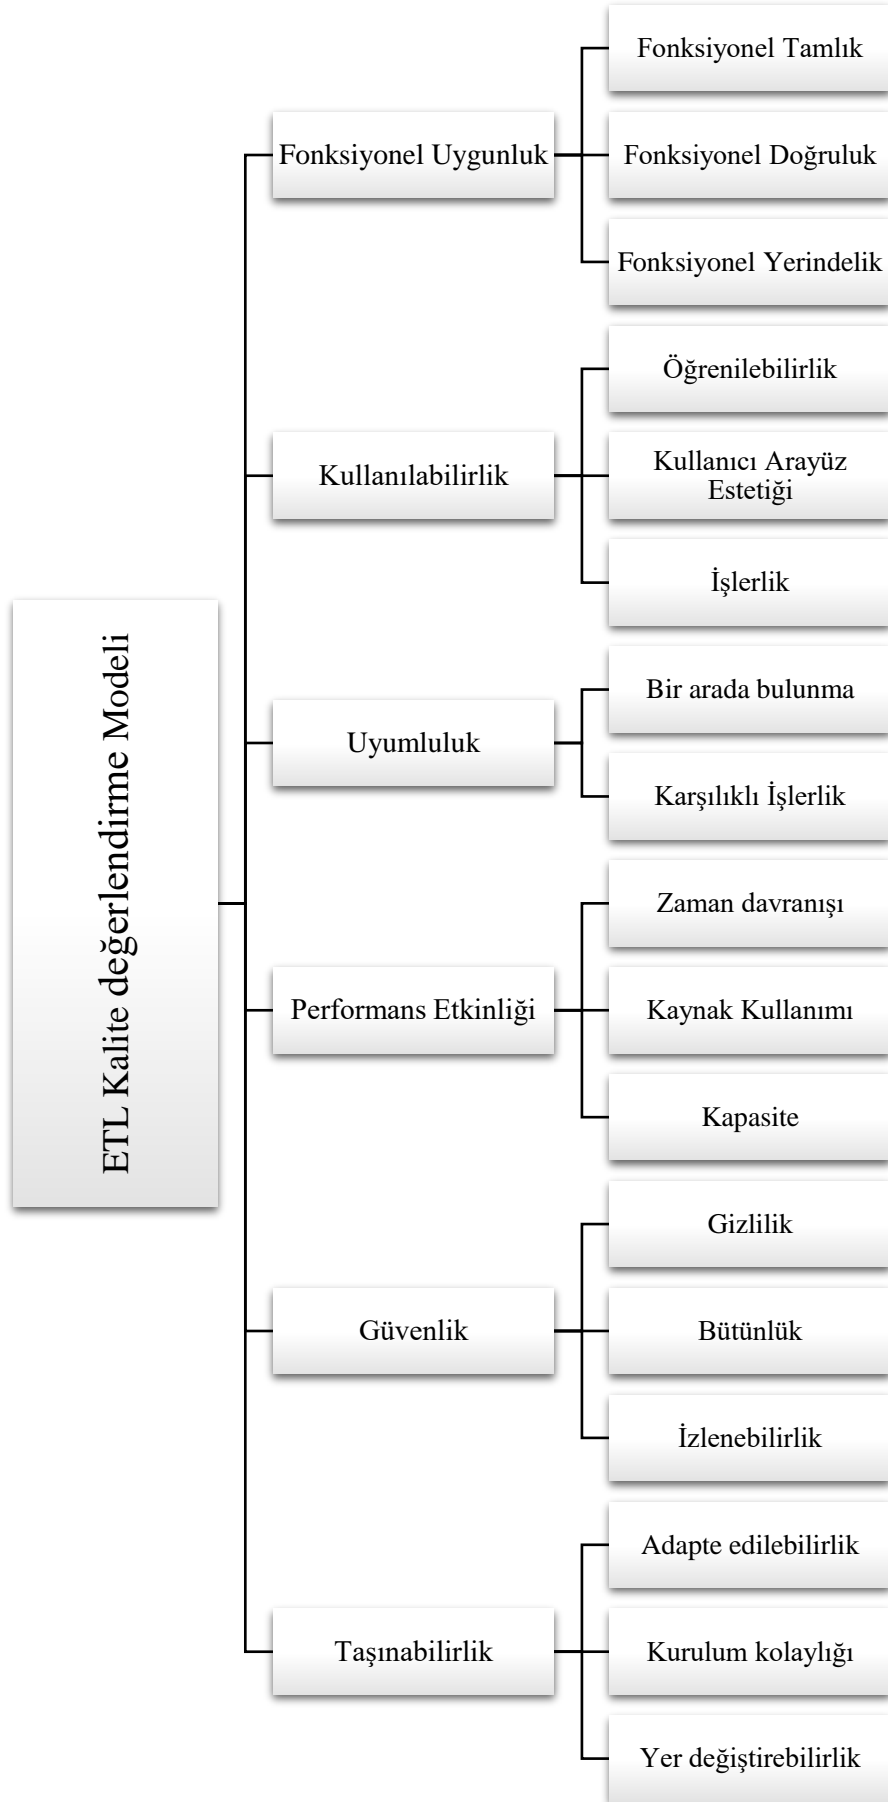 ETL Kalite değerlendirme Modeli
Fonksiyonel Uygunluk
Fonksiyonel Tamlık
Fonksiyonel Doğruluk
Fonksiyonel Yerindelik
Kullanılabilirlik
Öğrenilebilirlik
Kullanıcı Arayüz
Estetiği
İşlerlik
Uyumluluk
Bir arada bulunma
Karşılıklı İşlerlik
Performans Etkinliği
Zaman davranışı
Kaynak Kullanımı
Kapasite
Güvenlik
Gizlilik
Bütünlük
İzlenebilirlik
Taşınabilirlik
Adapte edilebilirlik
Kurulum kolaylığı
Yer değiştirebilirlik